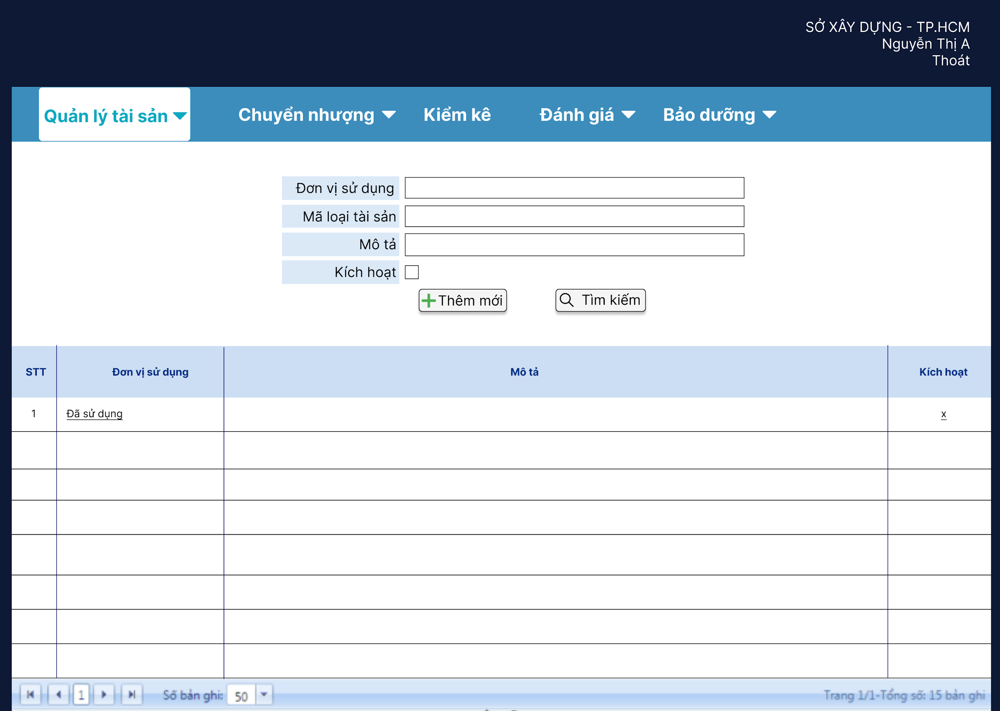 SỞ XÂY DỰNG - TP.HCM
Nguyễn Thị A
Thoát
Quản lý tài sản Chuyển nhượng Kiểm kê Đánh giá Bảo dưỡng
Đơn vị sử dụng
Mã loại tài sản
Mô tả
Kích hoạt
Thêm mới Tìm kiếm
STT Đơn vị sử dụng Mô tả Kích hoạt
1 Đã sử dụng x
1 Số bản ghi: 50 Trang 1/1-Tổng số: 15 bản ghi